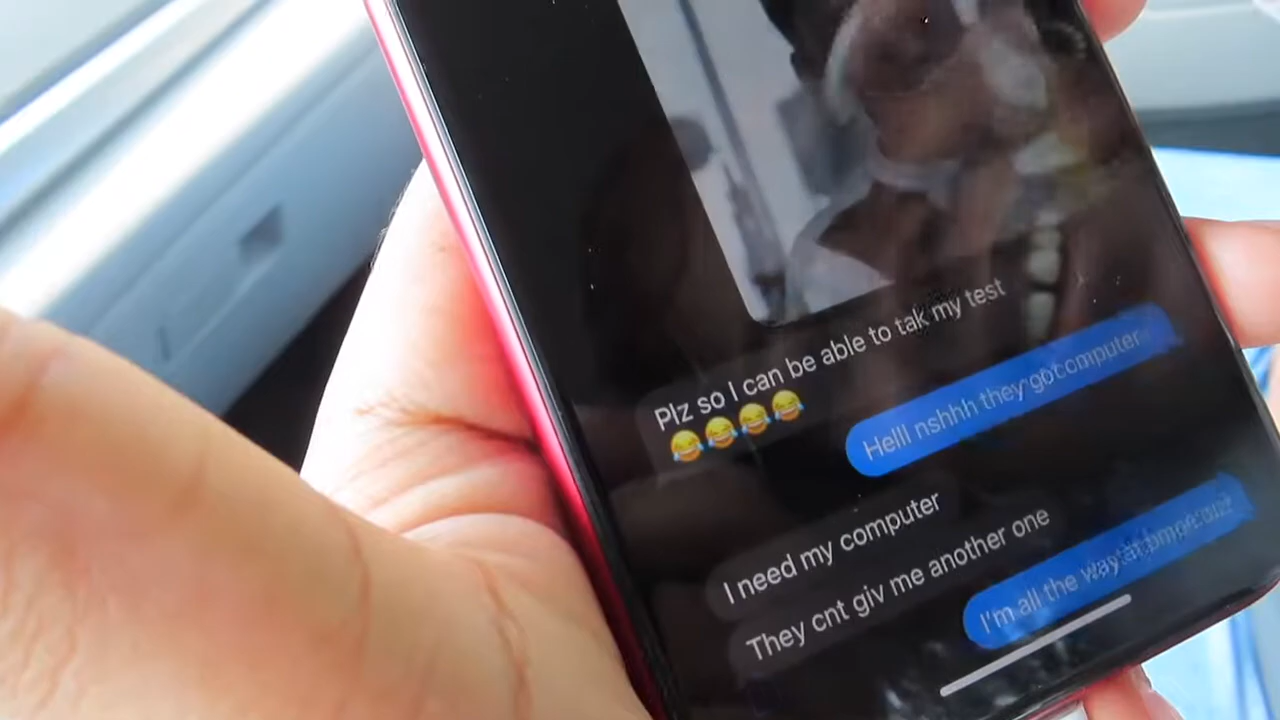 Plz so I can be able to tak my test
😂😂😂😂
Helll nshhh they got computer
I need my computer
They cnt giv me another one
I'm all the way